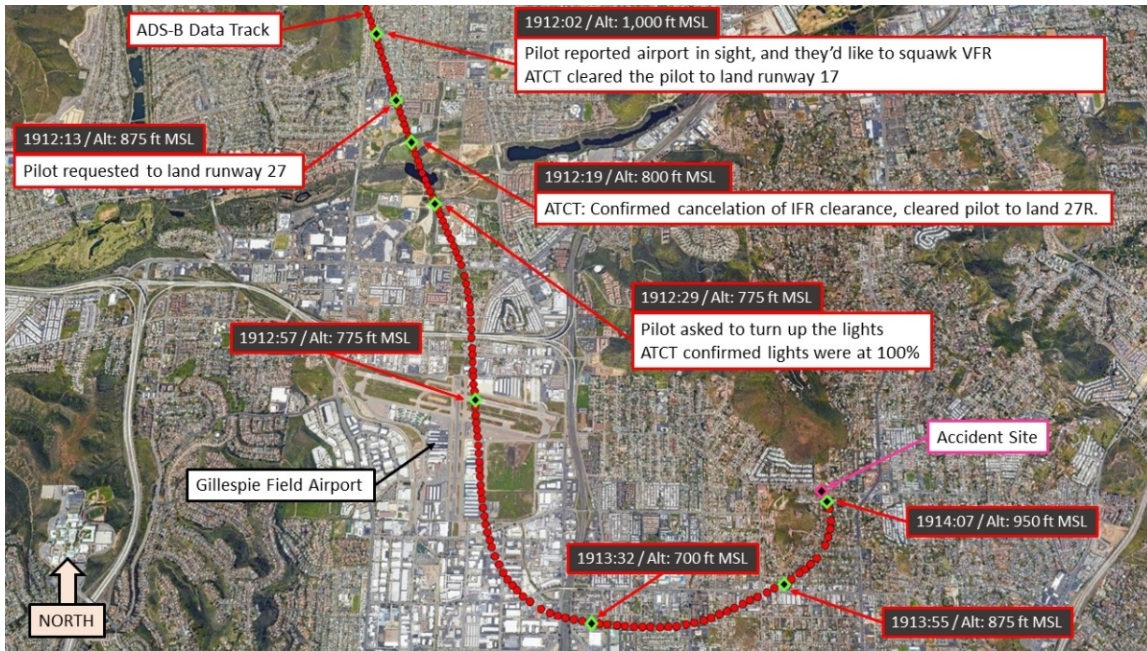 ADS-B Data Track
1912:02 / Alt: 1,000 ft MSL
Pilot reported airport in sight, and they'd like to squawk VFR
ATCT cleared the pilot to land runway 17
1912:13 / Alt: 875 ft MSL
Pilot requested to land runway 27
1912:19 / Alt: 800 ft MSL
ATCT: Confirmed cancelation of IFR clearance, cleared pilot to land 27R.
1912:29 / Alt: 775 ft MSL
Pilot asked to turn up the lights
ATCT confirmed lights were at 100%
1912:57 / Alt: 775 ft MSL
Accident Site
Gillespie Field Airport
1914:07 / Alt: 950 ft MSL
1913:32 / Alt: 700 ft MSL
NORTH
1913:55 / Alt: 875 ft MSL